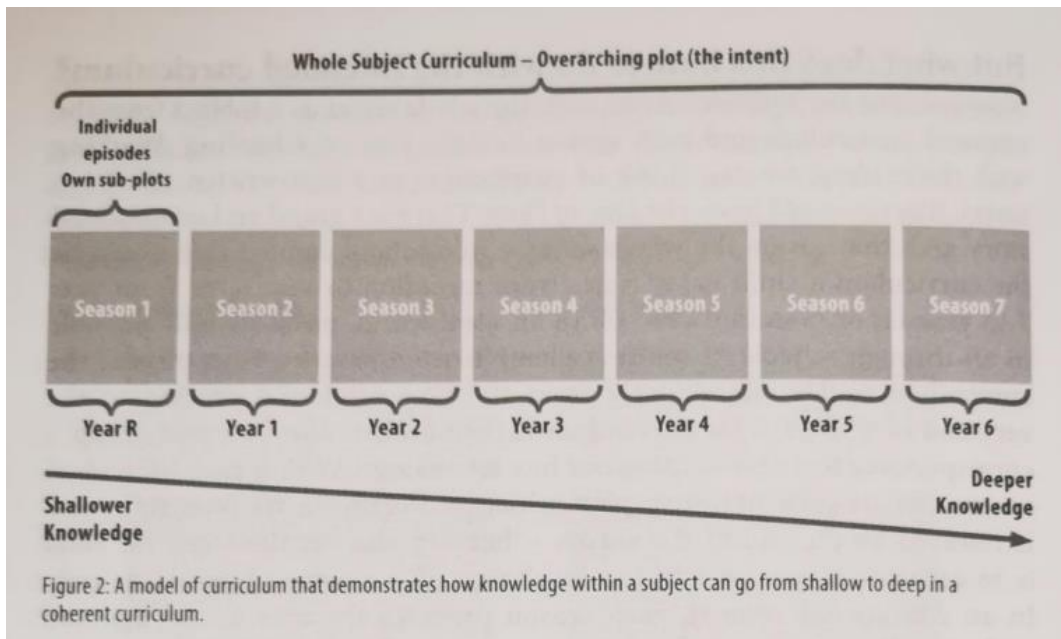 Whole Subject Curriculum – Overarching plot (the intent)
Individual
episodes
Own sub-plots
Season 1
Season 2
Season 3
Season 4
Season 5
Season 6
Season 7
Year R
Year 1
Year 2
Year 3
Year 4
Year 5
Year 6
Shallower
Knowledge
Deeper
Knowledge
Figure 2: A model of curriculum that demonstrates how knowledge within a subject can go from shallow to deep in a
coherent curriculum.